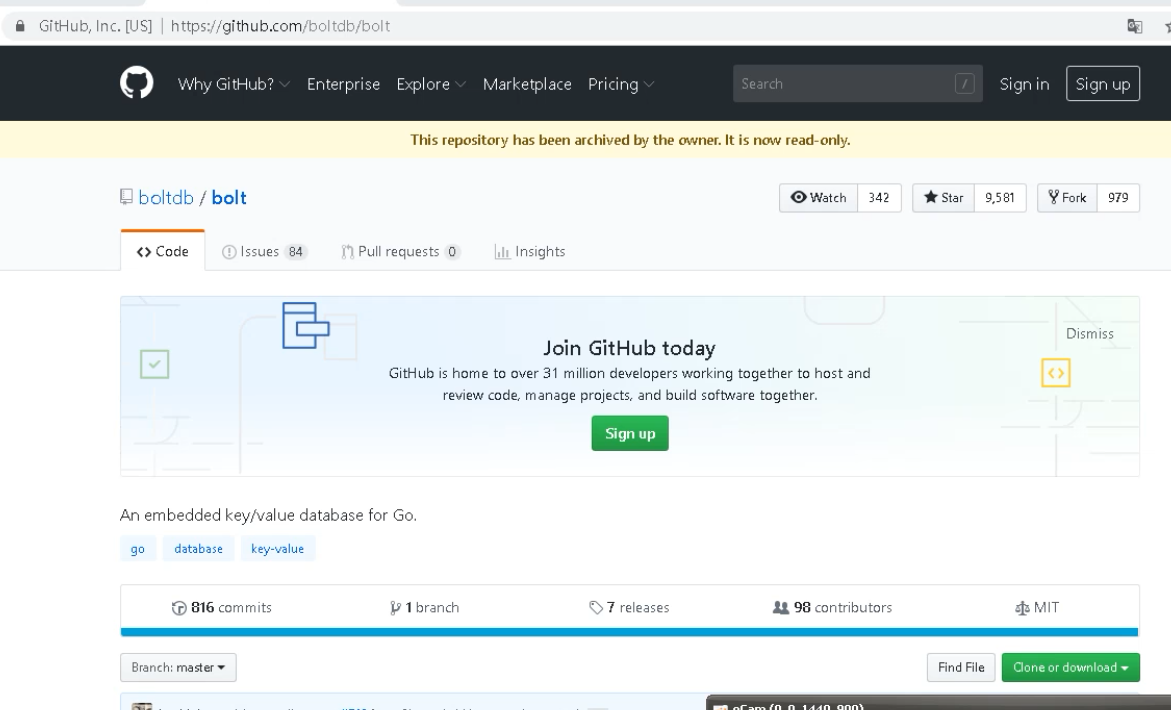 GitHub, Inc. [US] | https://github.com/boltdb/bolt
Why GitHub? Enterprise Explore Marketplace Pricing Search / Sign in Sign up
This repository has been archived by the owner. It is now read-only.
boltdb / bolt Watch 342 Star 9,581 Fork 979
Code Issues 84 Pull requests 0 Insights
Dismiss
Join GitHub today
GitHub is home to over 31 million developers working together to host and
review code, manage projects, and build software together.
Sign up
An embedded key/value database for Go.
go database key-value
816 commits 1 branch 7 releases 98 contributors MIT
Branch: master Find File Clone or download
oCam (0, 0, 1440, 900)